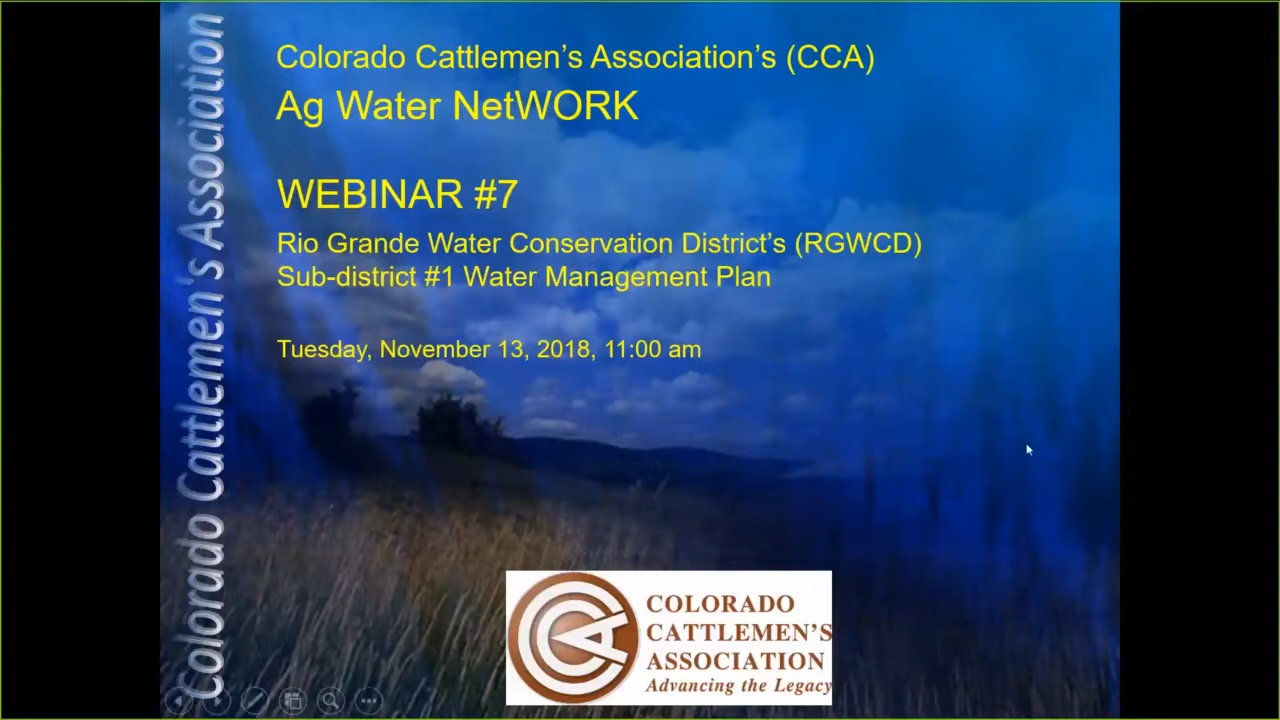 Colorado Cattlemen's Association
Colorado Cattlemen’s Association’s (CCA)
Ag Water NetWORK
WEBINAR #7
Rio Grande Water Conservation District’s (RGWCD)
Sub-district #1 Water Management Plan
Tuesday, November 13, 2018, 11:00 am
COLORADO
CATTLEMEN’S
ASSOCIATION
Advancing the Legacy